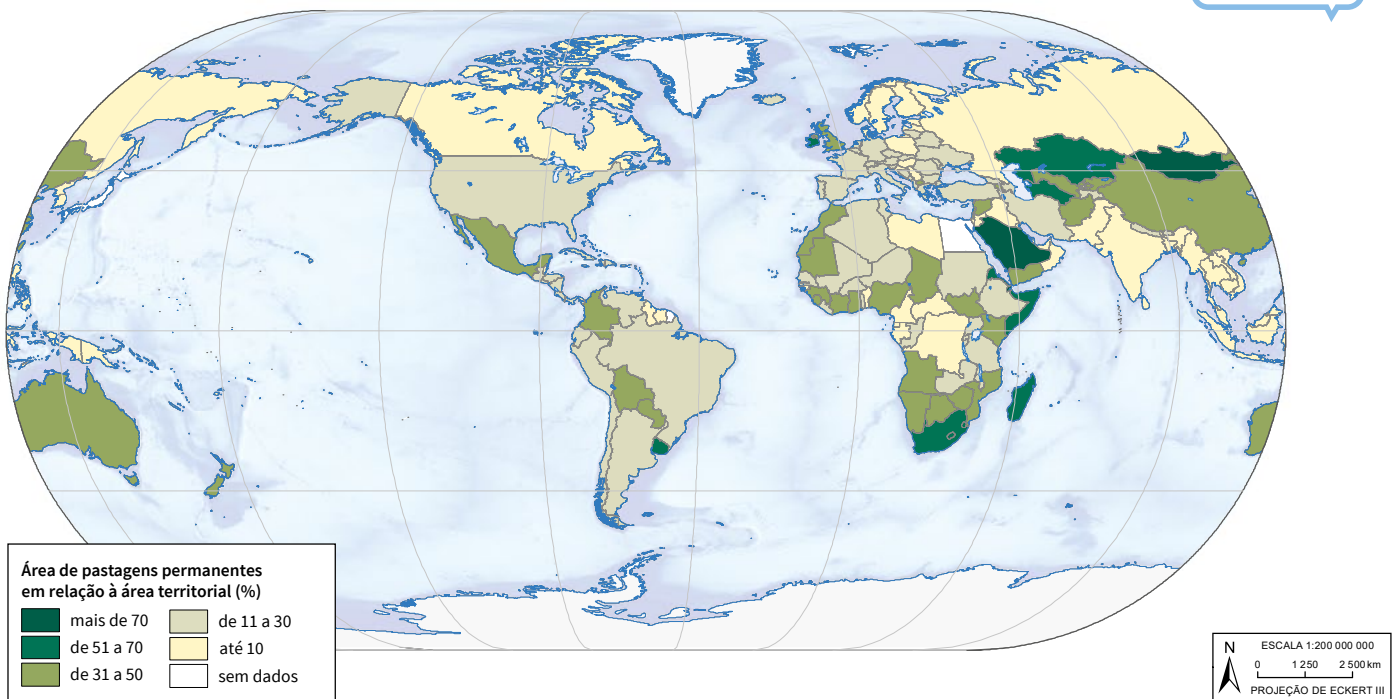 Área de pastagens permanentes
em relação à área territorial (%)
mais de 70
de 51 a 70
de 31 a 50
de 11 a 30
até 10
sem dados
N
ESCALA 1:200 000 000
0 1 250 2 500 km
PROJEÇÃO DE ECKERT III